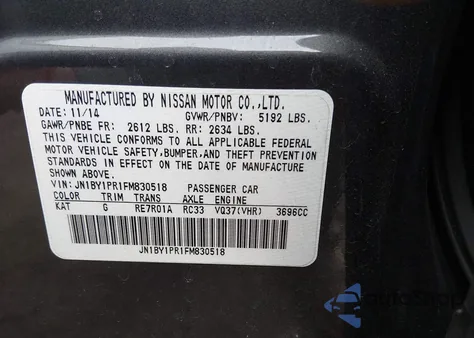 MANUFACTURED BY NISSAN MOTOR CO., LTD.
DATE: 11/14 GVWR/PNBV: 5192 LBS.
GAWR/PNBE FR: 2612 LBS. RR: 2634 LBS.
THIS VEHICLE CONFORMS TO ALL APPLICABLE FEDERAL
MOTOR VEHICLE SAFETY, BUMPER, AND THEFT PREVENTION
STANDARDS IN EFFECT ON THE DATE OF MANUFACTURE
SHOWN ABOVE.
VIN: JN1BY1PR1FM830518 PASSENGER CAR
COLOR TRIM TRANS AXLE ENGINE
KAT G RE7R01A RC33 VQ37(VHR) 3696CC
JN1BY1PR1FM830518
autoStrap